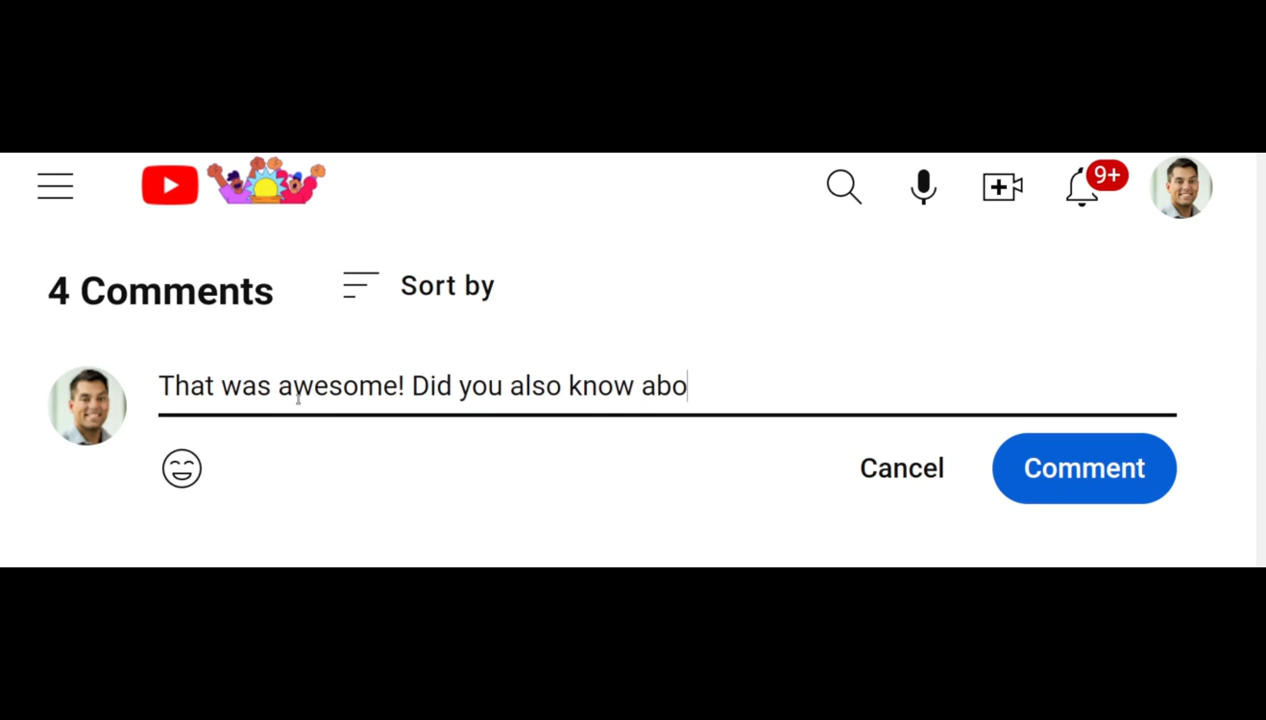 9+
4 Comments
Sort by
That was awesome! Did you also know abo
Cancel
Comment